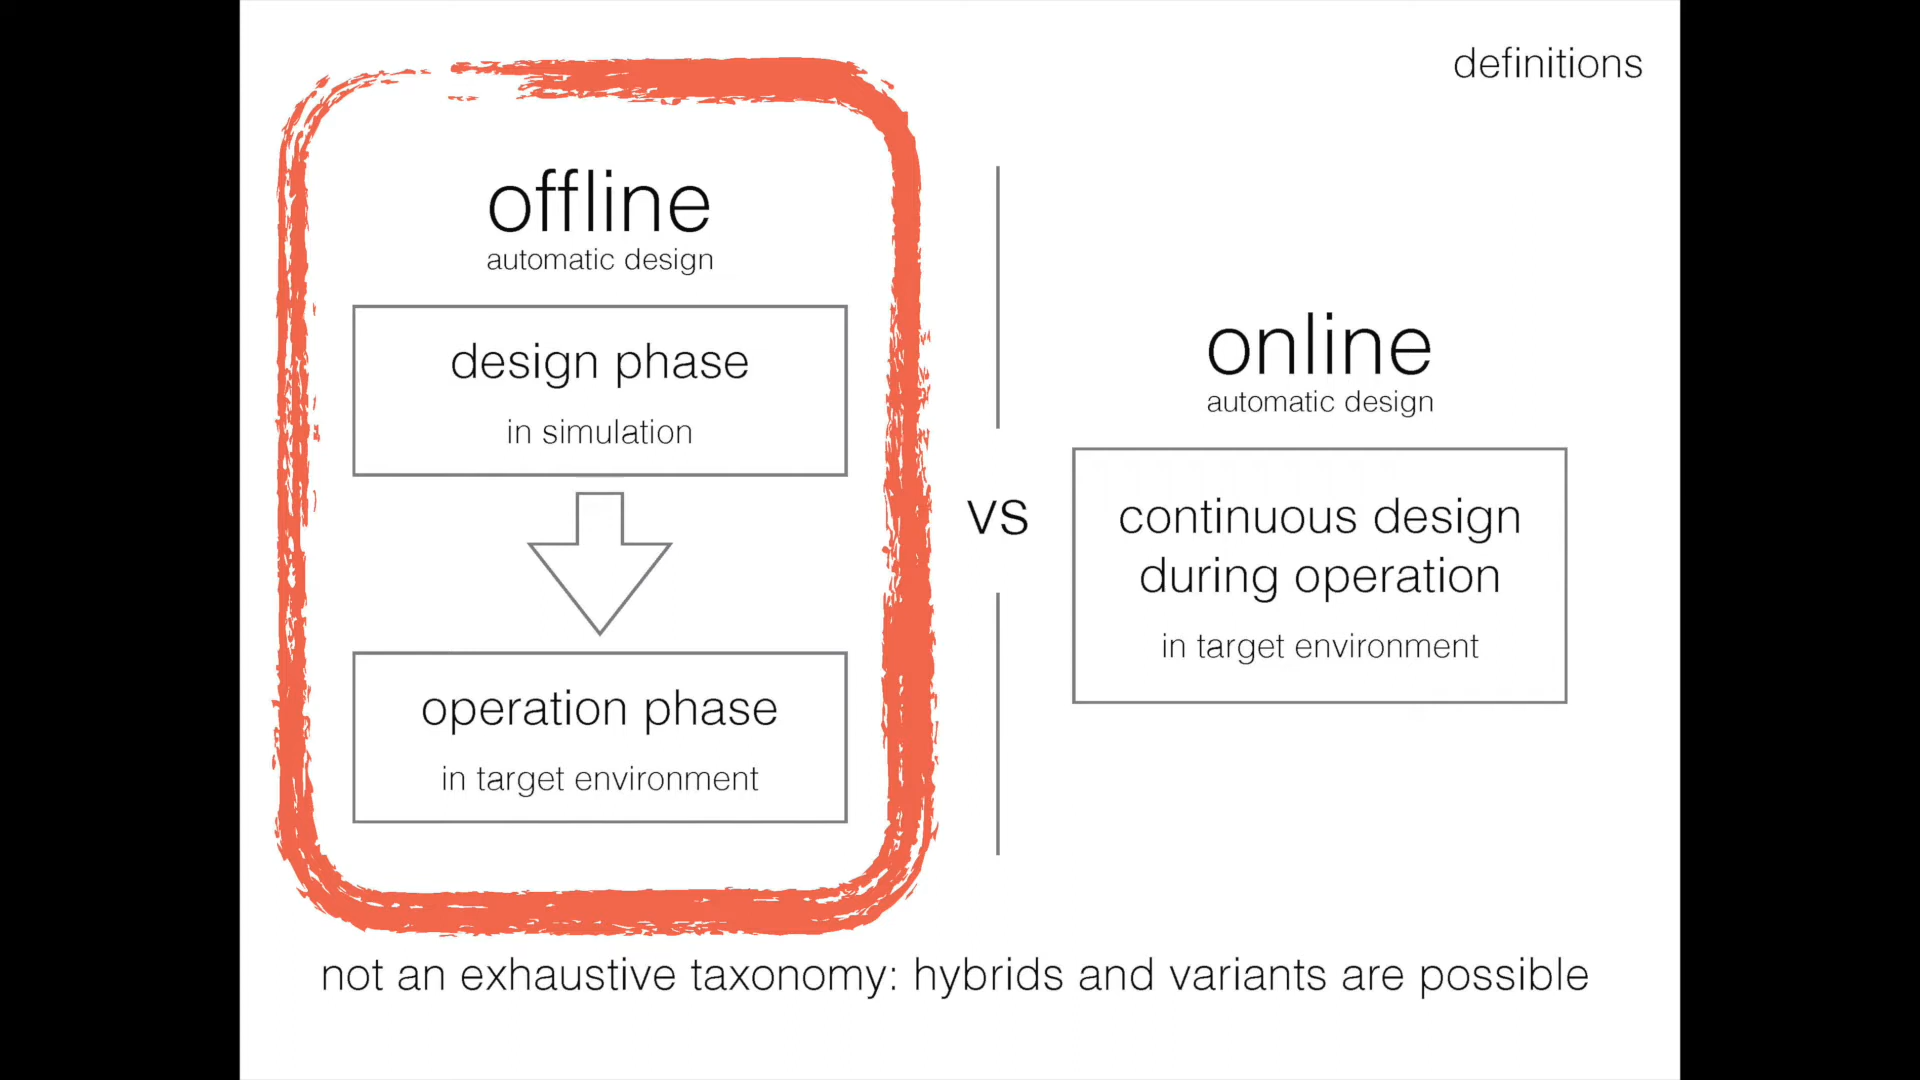 definitions
offline
automatic design
design phase
in simulation
operation phase
in target environment
vs
online
automatic design
continuous design
during operation
in target environment
not an exhaustive taxonomy: hybrids and variants are possible